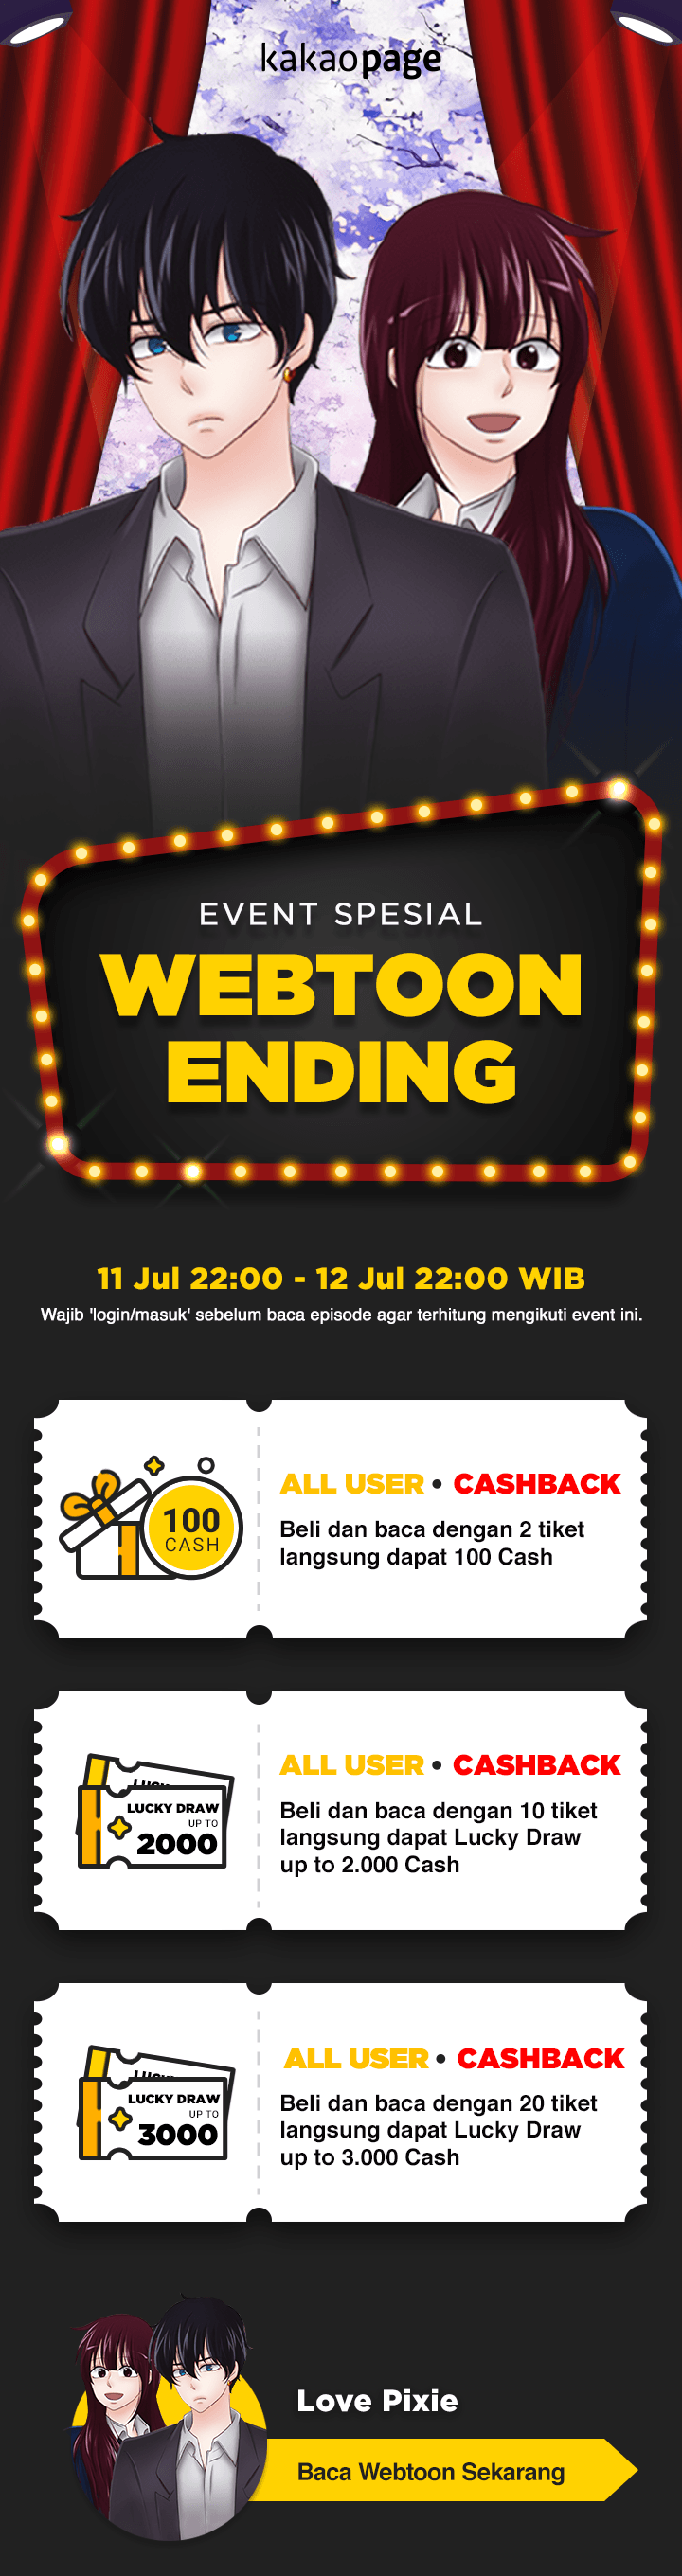 kakaopage
EVENT SPESIAL
WEBTOON
ENDING
11 Jul 22:00 - 12 Jul 22:00 WIB
Wajib 'login/masuk' sebelum baca episode agar terhitung mengikuti event ini.
100
CASH
ALL USER • CASHBACK
Beli dan baca dengan 2 tiket
langsung dapat 100 Cash
LUCKY DRAW
UP TO
2000
ALL USER • CASHBACK
Beli dan baca dengan 10 tiket
langsung dapat Lucky Draw
up to 2.000 Cash
LUCKY DRAW
UP TO
3000
ALL USER • CASHBACK
Beli dan baca dengan 20 tiket
langsung dapat Lucky Draw
up to 3.000 Cash
Love Pixie
Baca Webtoon Sekarang